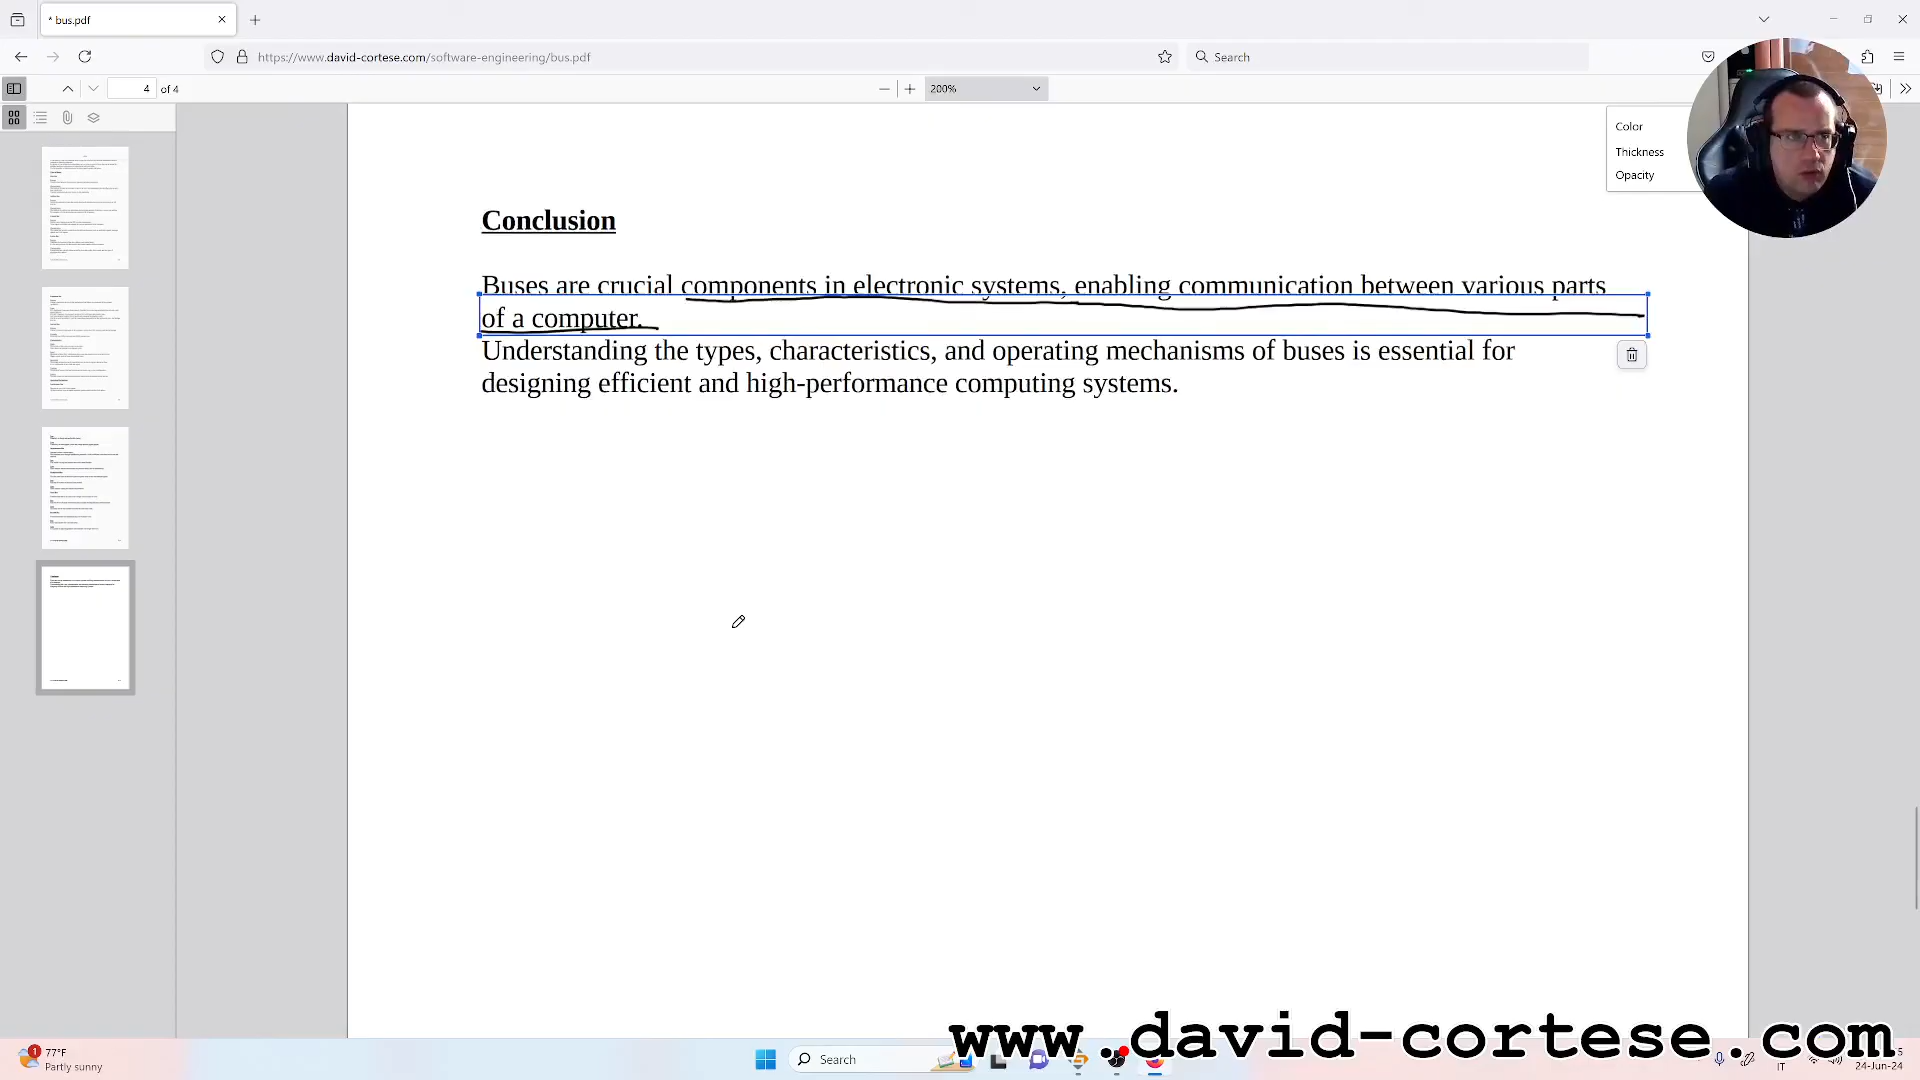 * bus.pdf
https://www.david-cortese.com/software-engineering/bus.pdf
Search
4 of 4
200%
Color
Thickness
Opacity
Conclusion
Buses are crucial components in electronic systems, enabling communication between various parts
of a computer.
Understanding the types, characteristics, and operating mechanisms of buses is essential for
designing efficient and high-performance computing systems.
www.david-cortese.com
1
77°F
Partly sunny
Search
IT
24-Jun-24